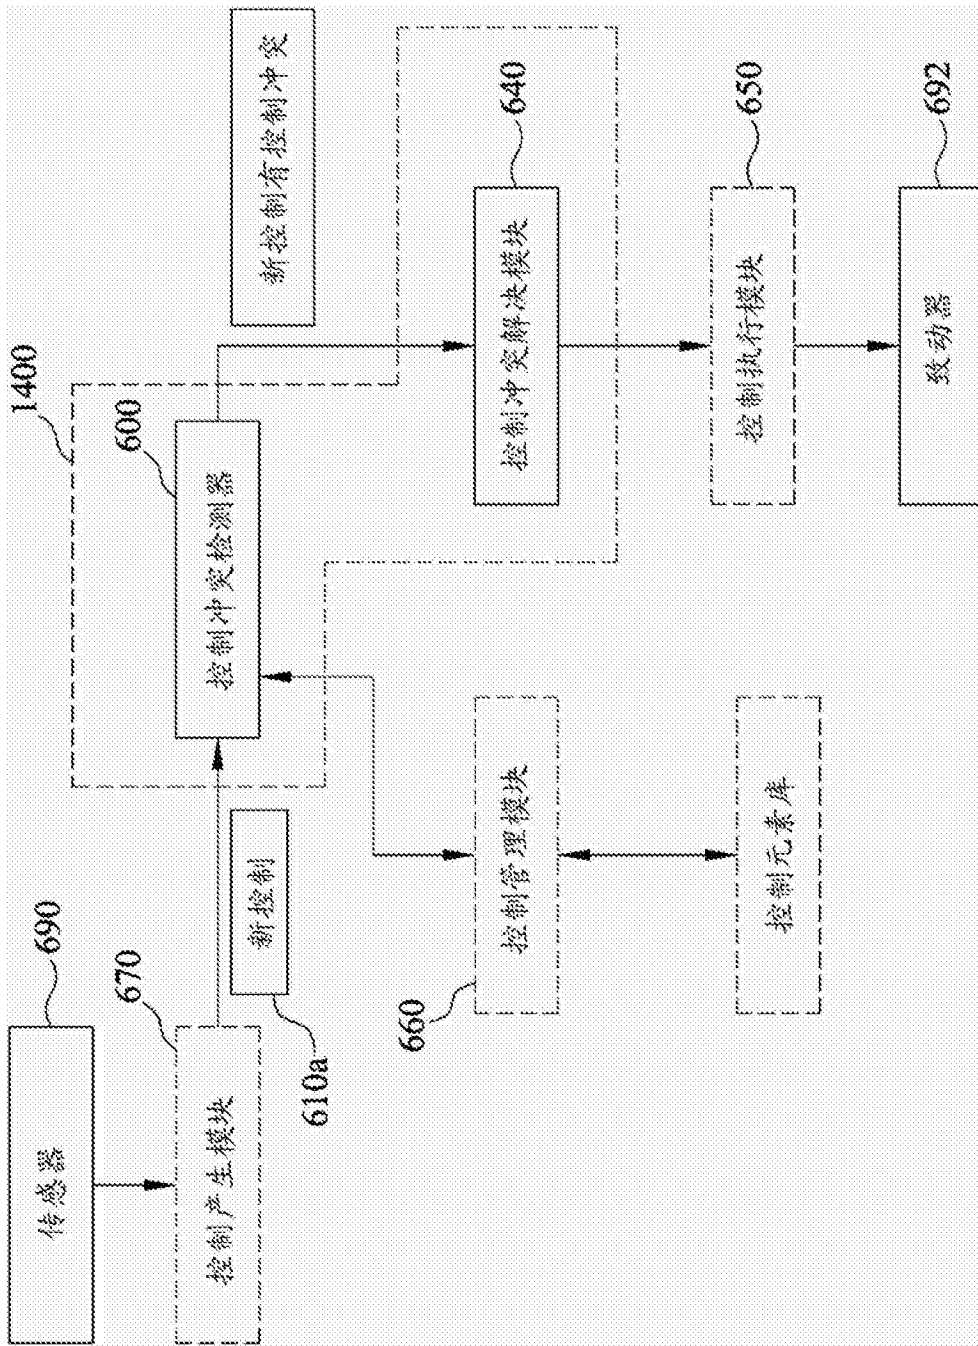 传感器
690
控制产生模块
670
新控制
610a
1400
控制冲突检测器
600
新控制有控制冲突
控制管理模块
660
控制元素库
控制冲突解决模块
640
控制执行模块
650
致动器
692